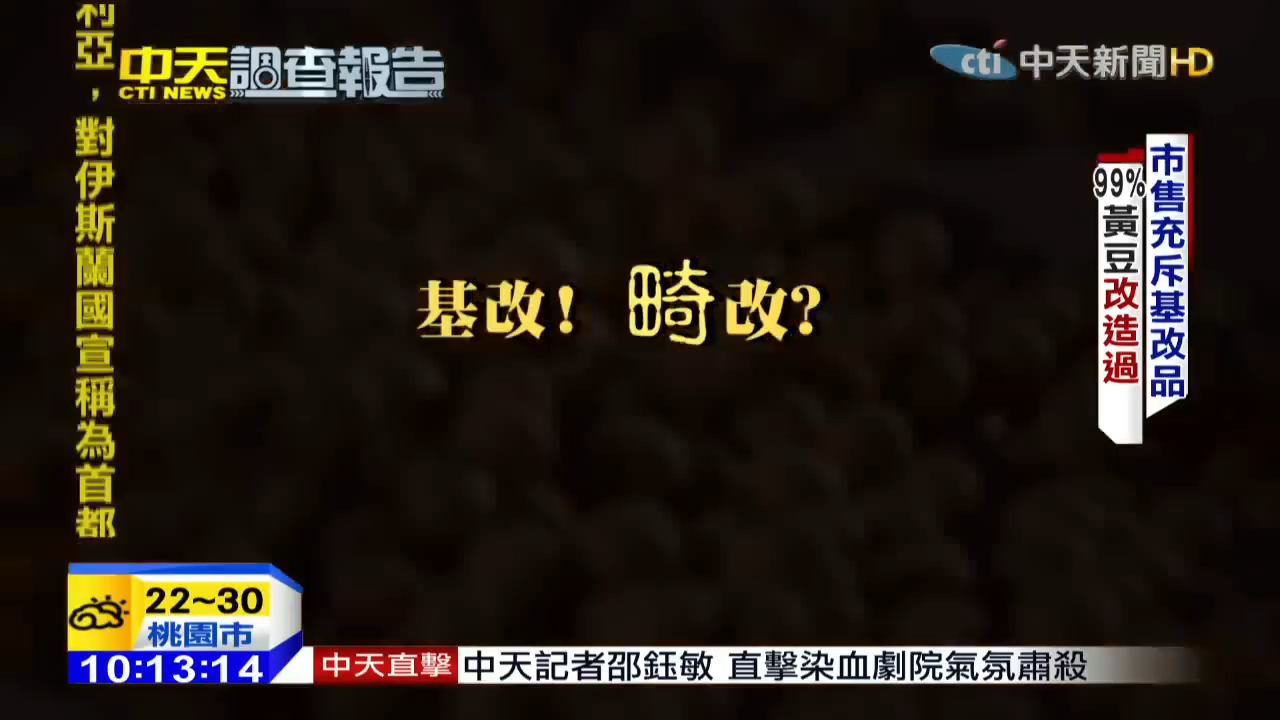 利亞，對伊斯蘭國宣稱為首都
中天調查報告
CTI NEWS
cti 中天新聞HD
市售充斥基改品
99%黃豆改造過
基改! 畸改?
22~30
桃園市
10:13:14
中天直擊 中天記者邵鈺敏 直擊染血劇院氣氛肅殺